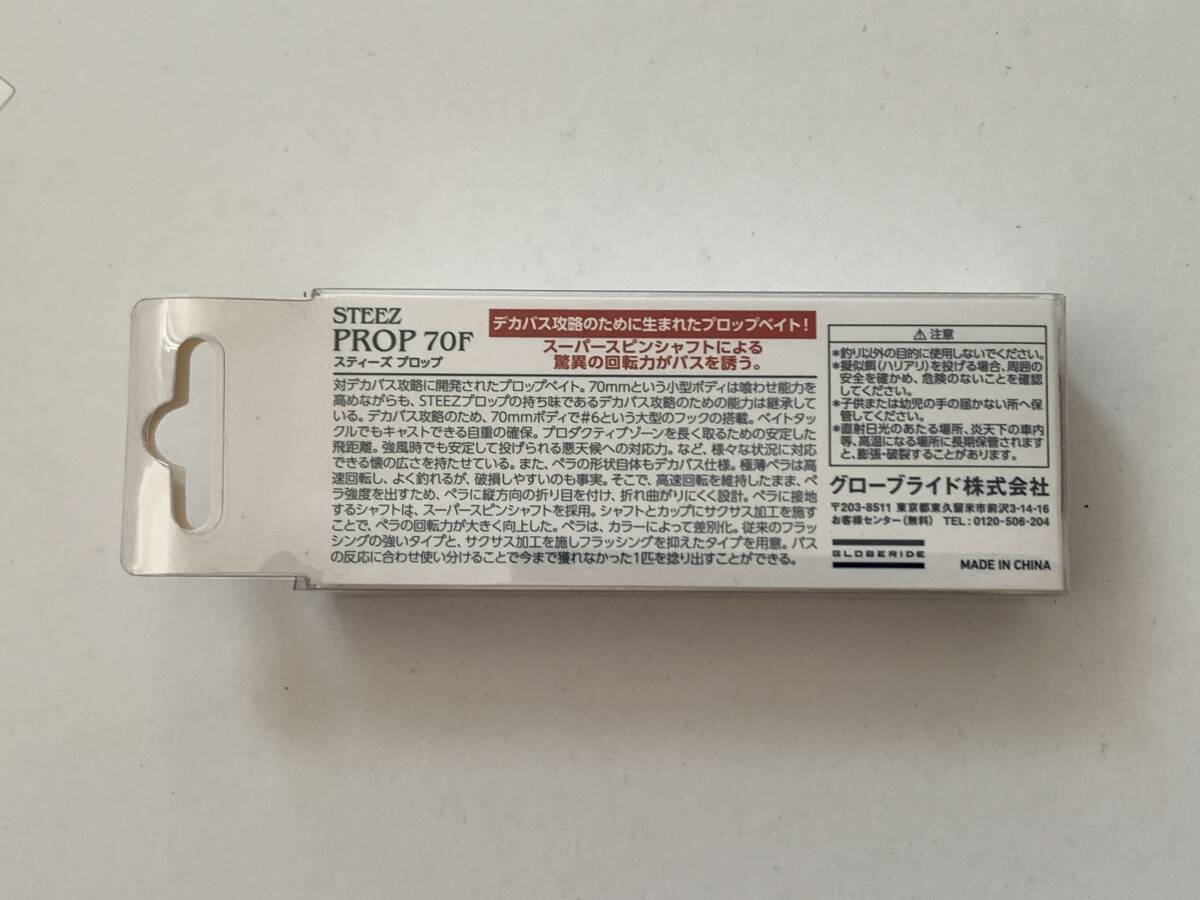 STEEZ
PROP 70F
スティーズ プロップ
デカバス攻略のために生まれたプロップベイト!
スーパースピンシャフトによる
驚異の回転力がバスを誘う。
対デカバス攻略に開発されたプロップベイト。70mmという小型ボディは喰わせ能力を
高めながらも、STEEZプロップの持ち味であるデカバス攻略のための能力は継承して
いる。デカバス攻略のため、70mmボディで#6という大型のフックの搭載。ベイトタッ
クルでもキャストできる自重の確保。プロダクティブゾーンを長く取るための安定した
飛距離。強風時でも安定して投げられる悪天候への対応力。など、様々な状況に対応
できる懐の広さを持たせている。また、ペラの形状自体もデカバス仕様。極薄ペラは高
速回転し、よく釣れるが、破損しやすいのも事実。そこで、高速回転を維持したまま、ペ
ラ強度を出すため、ペラに縦方向の折り目を付け、折れ曲がりにくく設計。ペラに接地
するシャフトは、スーパースピンシャフトを採用。シャフトとカップにサクサス加工を施す
ことで、ペラの回転力が大きく向上した。ペラは、カラーによって差別化。従来のフラッ
シングの強いタイプと、サクサス加工を施しフラッシングを抑えたタイプを用意。バス
の反応に合わせ使い分けることで今まで獲れなかった1匹を捻り出すことができる。
⚠ 注意
*釣り以外の目的に使用しないでください。
*擬似餌(ハリアリ)を投げる場合、周囲の
安全を確かめ、危険のないことを確認
してください。
*子供または幼児の手の届かない所へ保
管してください。
*直射日光のあたる場所、炎天下の車内
等、高温になる場所に長期保管されます
と、膨張・破裂することがあります。
グローブライド株式会社
〒203-8511 東京都東久留米市前沢3-14-16
お客様センター(無料) TEL:0120-506-204
GLOBERIDE
MADE IN CHINA